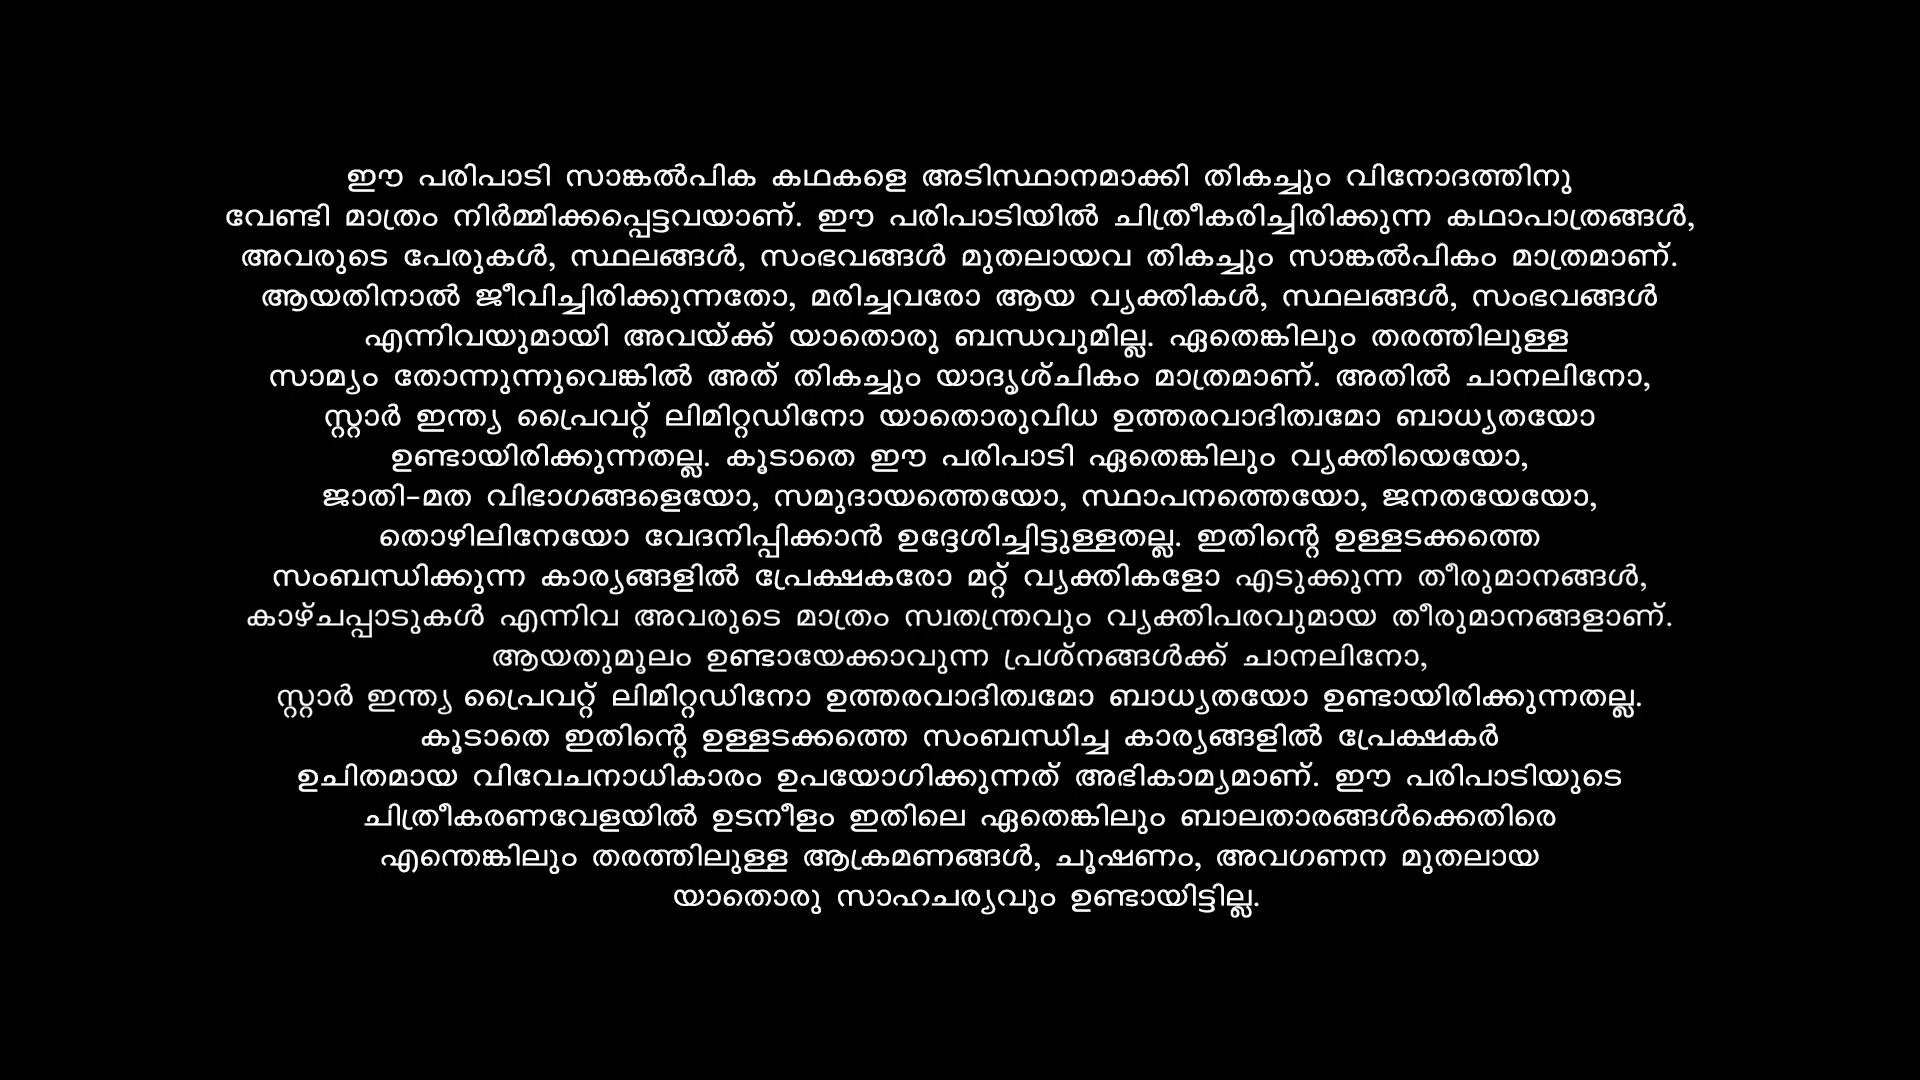 ഈ പരിപാടി സാങ്കൽപിക കഥകളെ അടിസ്ഥാനമാക്കി തികച്ചും വിനോദത്തിനു
വേണ്ടി മാത്രം നിർമ്മിക്കപ്പെട്ടവയാണ്. ഈ പരിപാടിയിൽ ചിത്രീകരിച്ചിരിക്കുന്ന കഥാപാത്രങ്ങൾ,
അവരുടെ പേരുകൾ, സ്ഥലങ്ങൾ, സംഭവങ്ങൾ മുതലായവ തികച്ചും സാങ്കൽപികം മാത്രമാണ്.
ആയതിനാൽ ജീവിച്ചിരിക്കുന്നതോ, മരിച്ചവരോ ആയ വ്യക്തികൾ, സ്ഥലങ്ങൾ, സംഭവങ്ങൾ
എന്നിവയുമായി അവയ്ക്ക് യാതൊരു ബന്ധവുമില്ല. ഏതെങ്കിലും തരത്തിലുള്ള
സാമ്യം തോന്നുന്നുവെങ്കിൽ അത് തികച്ചും യാദൃശ്ചികം മാത്രമാണ്. അതിൽ ചാനലിനോ,
സ്റ്റാർ ഇന്ത്യ പ്രൈവറ്റ് ലിമിറ്റഡിനോ യാതൊരുവിധ ഉത്തരവാദിത്വമോ ബാധ്യതയോ
ഉണ്ടായിരിക്കുന്നതല്ല. കൂടാതെ ഈ പരിപാടി ഏതെങ്കിലും വ്യക്തിയെയോ,
ജാതി-മത വിഭാഗങ്ങളെയോ, സമുദായത്തെയോ, സ്ഥാപനത്തെയോ, ജനതയേയോ,
തൊഴിലിനേയോ വേദനിപ്പിക്കാൻ ഉദ്ദേശിച്ചിട്ടുള്ളതല്ല. ഇതിന്റെ ഉള്ളടക്കത്തെ
സംബന്ധിക്കുന്ന കാര്യങ്ങളിൽ പ്രേക്ഷകരോ മറ്റ് വ്യക്തികളോ എടുക്കുന്ന തീരുമാനങ്ങൾ,
കാഴ്ചപ്പാടുകൾ എന്നിവ അവരുടെ മാത്രം സ്വതന്ത്രവും വ്യക്തിപരവുമായ തീരുമാനങ്ങളാണ്.
ആയതുമൂലം ഉണ്ടായേക്കാവുന്ന പ്രശ്നങ്ങൾക്ക് ചാനലിനോ,
സ്റ്റാർ ഇന്ത്യ പ്രൈവറ്റ് ലിമിറ്റഡിനോ ഉത്തരവാദിത്വമോ ബാധ്യതയോ ഉണ്ടായിരിക്കുന്നതല്ല.
കൂടാതെ ഇതിന്റെ ഉള്ളടക്കത്തെ സംബന്ധിച്ച കാര്യങ്ങളിൽ പ്രേക്ഷകർ
ഉചിതമായ വിവേചനാധികാരം ഉപയോഗിക്കുന്നത് അഭികാമ്യമാണ്. ഈ പരിപാടിയുടെ
ചിത്രീകരണവേളയിൽ ഉടനീളം ഇതിലെ ഏതെങ്കിലും ബാലതാരങ്ങൾക്കെതിരെ
എന്തെങ്കിലും തരത്തിലുള്ള ആക്രമണങ്ങൾ, ചൂഷണം, അവഗണന മുതലായ
യാതൊരു സാഹചര്യവും ഉണ്ടായിട്ടില്ല.